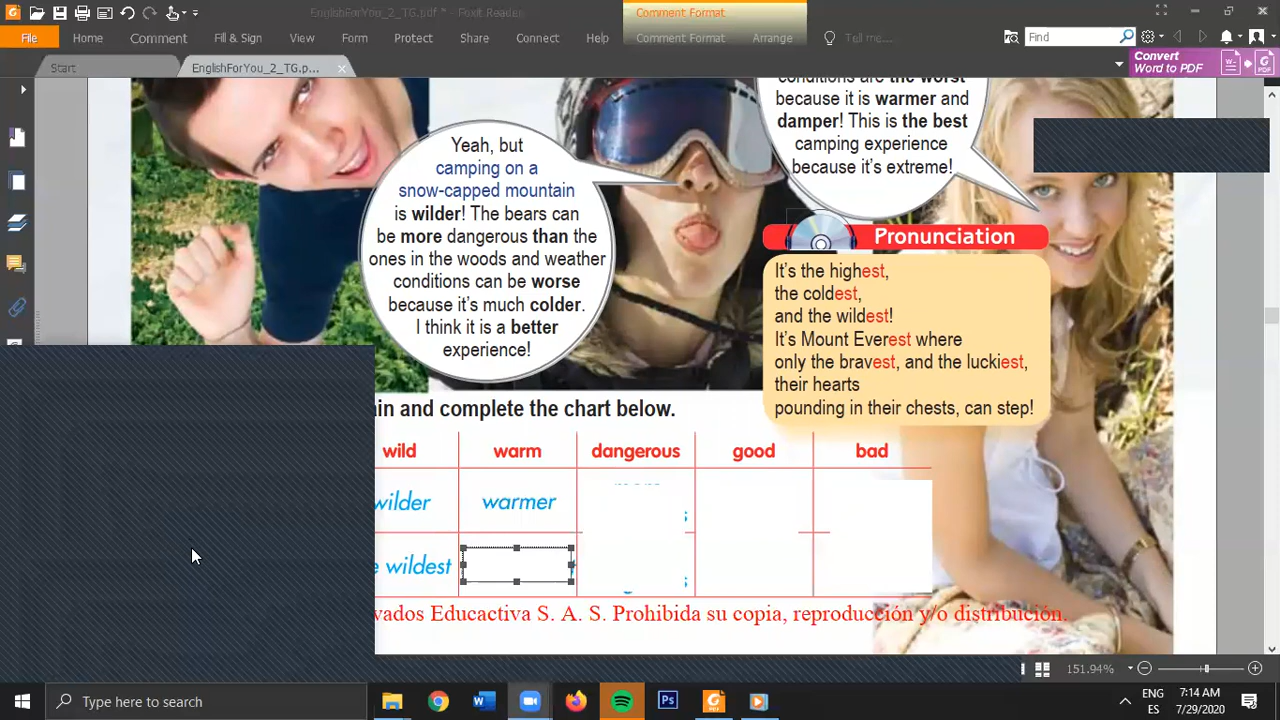 EnglishForYou_2_TG.pdf * - Foxit Reader
Comment Format
File
Home
Comment
Fill & Sign
View
Form
Protect
Share
Connect
Help
Comment Format
Arrange
Tell me...
Find
Start
EnglishForYou_2_TG.p...
Convert
Word to PDF
conditions are the worst
because it is warmer and
damper! This is the best
camping experience
because it's extreme!
Yeah, but
camping on a
snow-capped mountain
is wilder! The bears can
be more dangerous than the
ones in the woods and weather
conditions can be worse
because it's much colder.
I think it is a better
experience!
Pronunciation
It's the highest,
the coldest,
and the wildest!
It's Mount Everest where
only the bravest, and the luckiest,
their hearts
pounding in their chests, can step!
and complete the chart below.
wild
warm
dangerous
good
bad
wilder
warmer
wildest
vados Educactiva S. A. S. Prohibida su copia, reproducción y/o distribución.
151.94%
Type here to search
ENG
ES
7:14 AM
7/29/2020